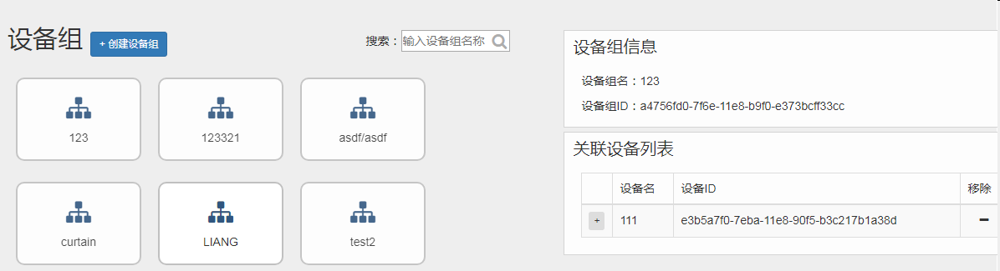 设备组
+ 创建设备组
搜索：
输入设备组名称
123
123321
asdf/asdf
curtain
LIANG
test2
设备组信息
设备组名：123
设备组ID：a4756fd0-7f6e-11e8-b9f0-e373bcff33cc
关联设备列表
设备名 设备ID 移除
+ 111 e3b5a7f0-7eba-11e8-90f5-b3c217b1a38d